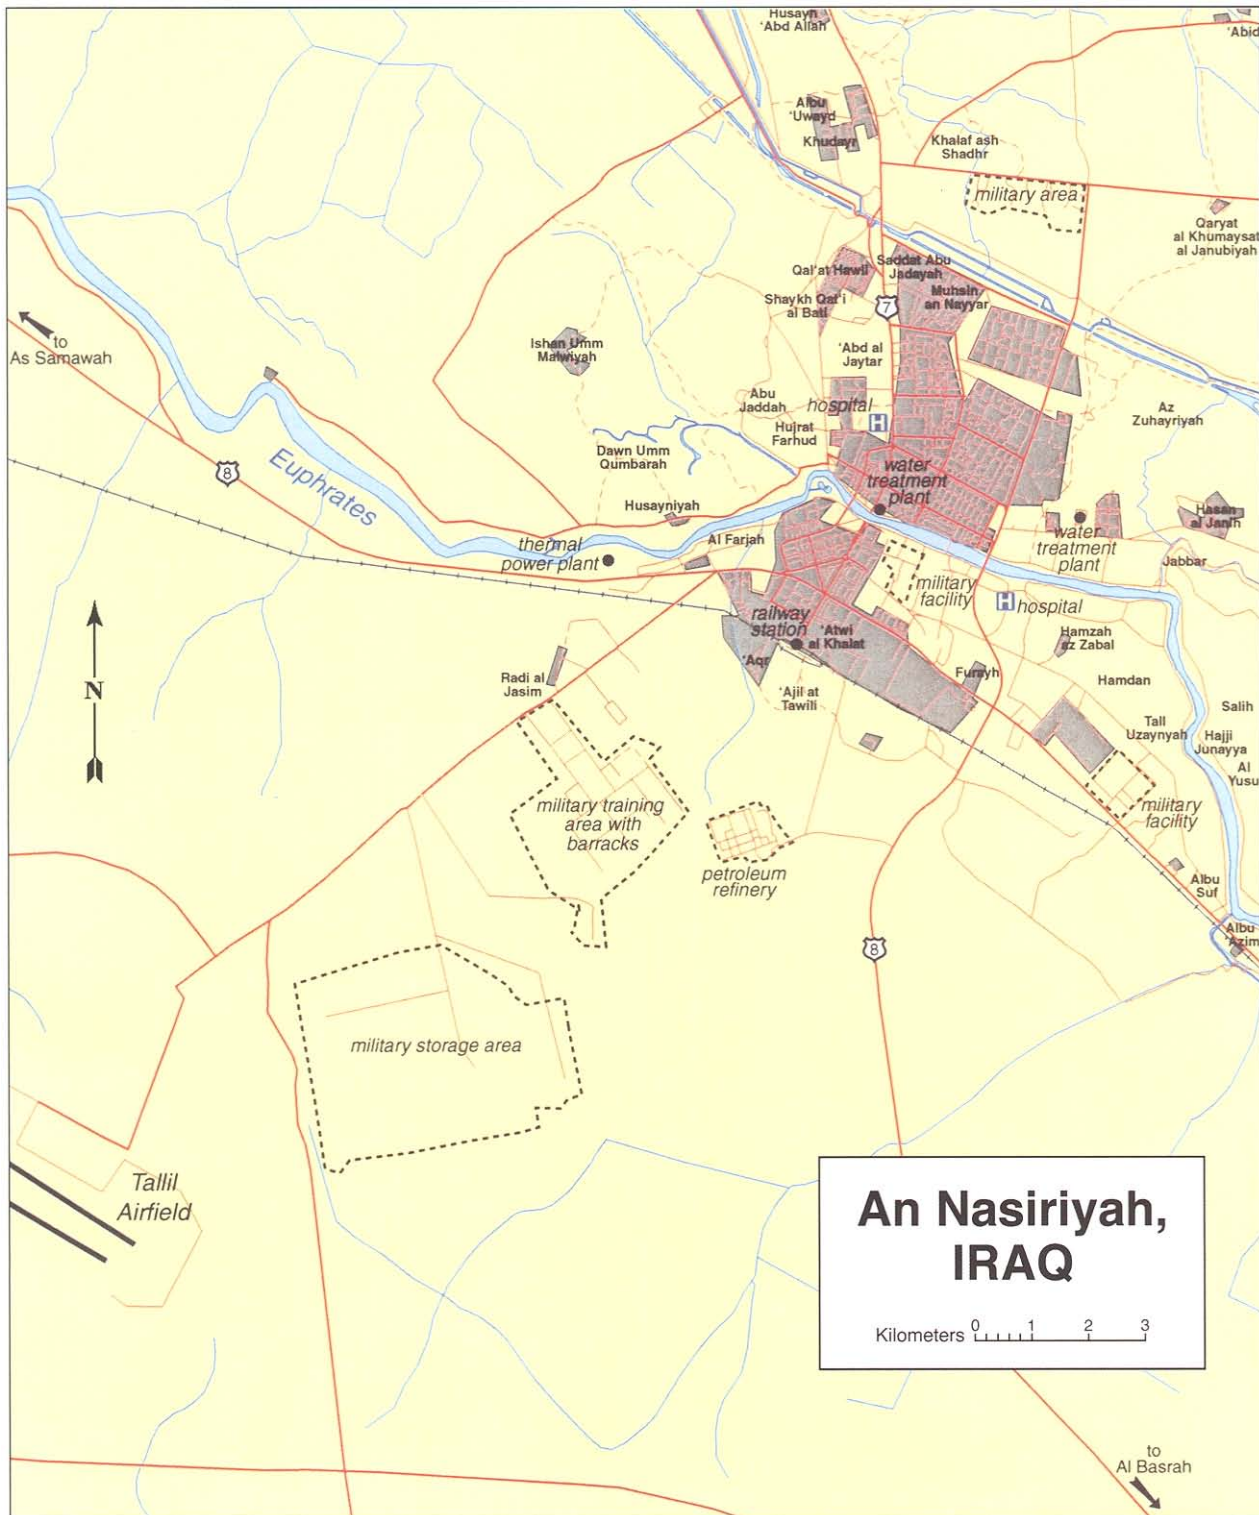 Husayn
'Abd Allah
'Abid
Albu
'Uwayd
Khudayr
Khalaf ash
Shadhr
military area
Qaryat
al Khumaysat
al Janubiyah
Qal'at Hawli
Saddat Abu
Jadayah
Muhsin
an Nayyar
Shaykh Qat'i
al Bati
7
to
As Samawah
Ishan Umm
Malwiyah
'Abd al
Jaytar
Abu
Jaddah
hospital
H
Hujrat
Farhud
Az
Zuhayriyah
8
Euphrates
Dawn Umm
Qumbarah
water
treatment
plant
Husayniyah
Hasan
al Janih
water
treatment
plant
thermal
power plant
Al Farjah
Jabbar
military
facility
H
hospital
railway
station
'Atwi
al Khalat
Hamzah
az Zabal
N
'Aqr
Radi al
Jasim
'Ajil at
Tawili
Furayh
Hamdan
Salih
Tall
Uzaynyah
Hajji
Junayya
Al
Yusu
military training
area with
barracks
military
facility
petroleum
refinery
Albu
Suf
Albu
'Azim
8
military storage area
Tallil
Airfield
An Nasiriyah,
IRAQ
Kilometers 0 1 2 3
to
Al Basrah